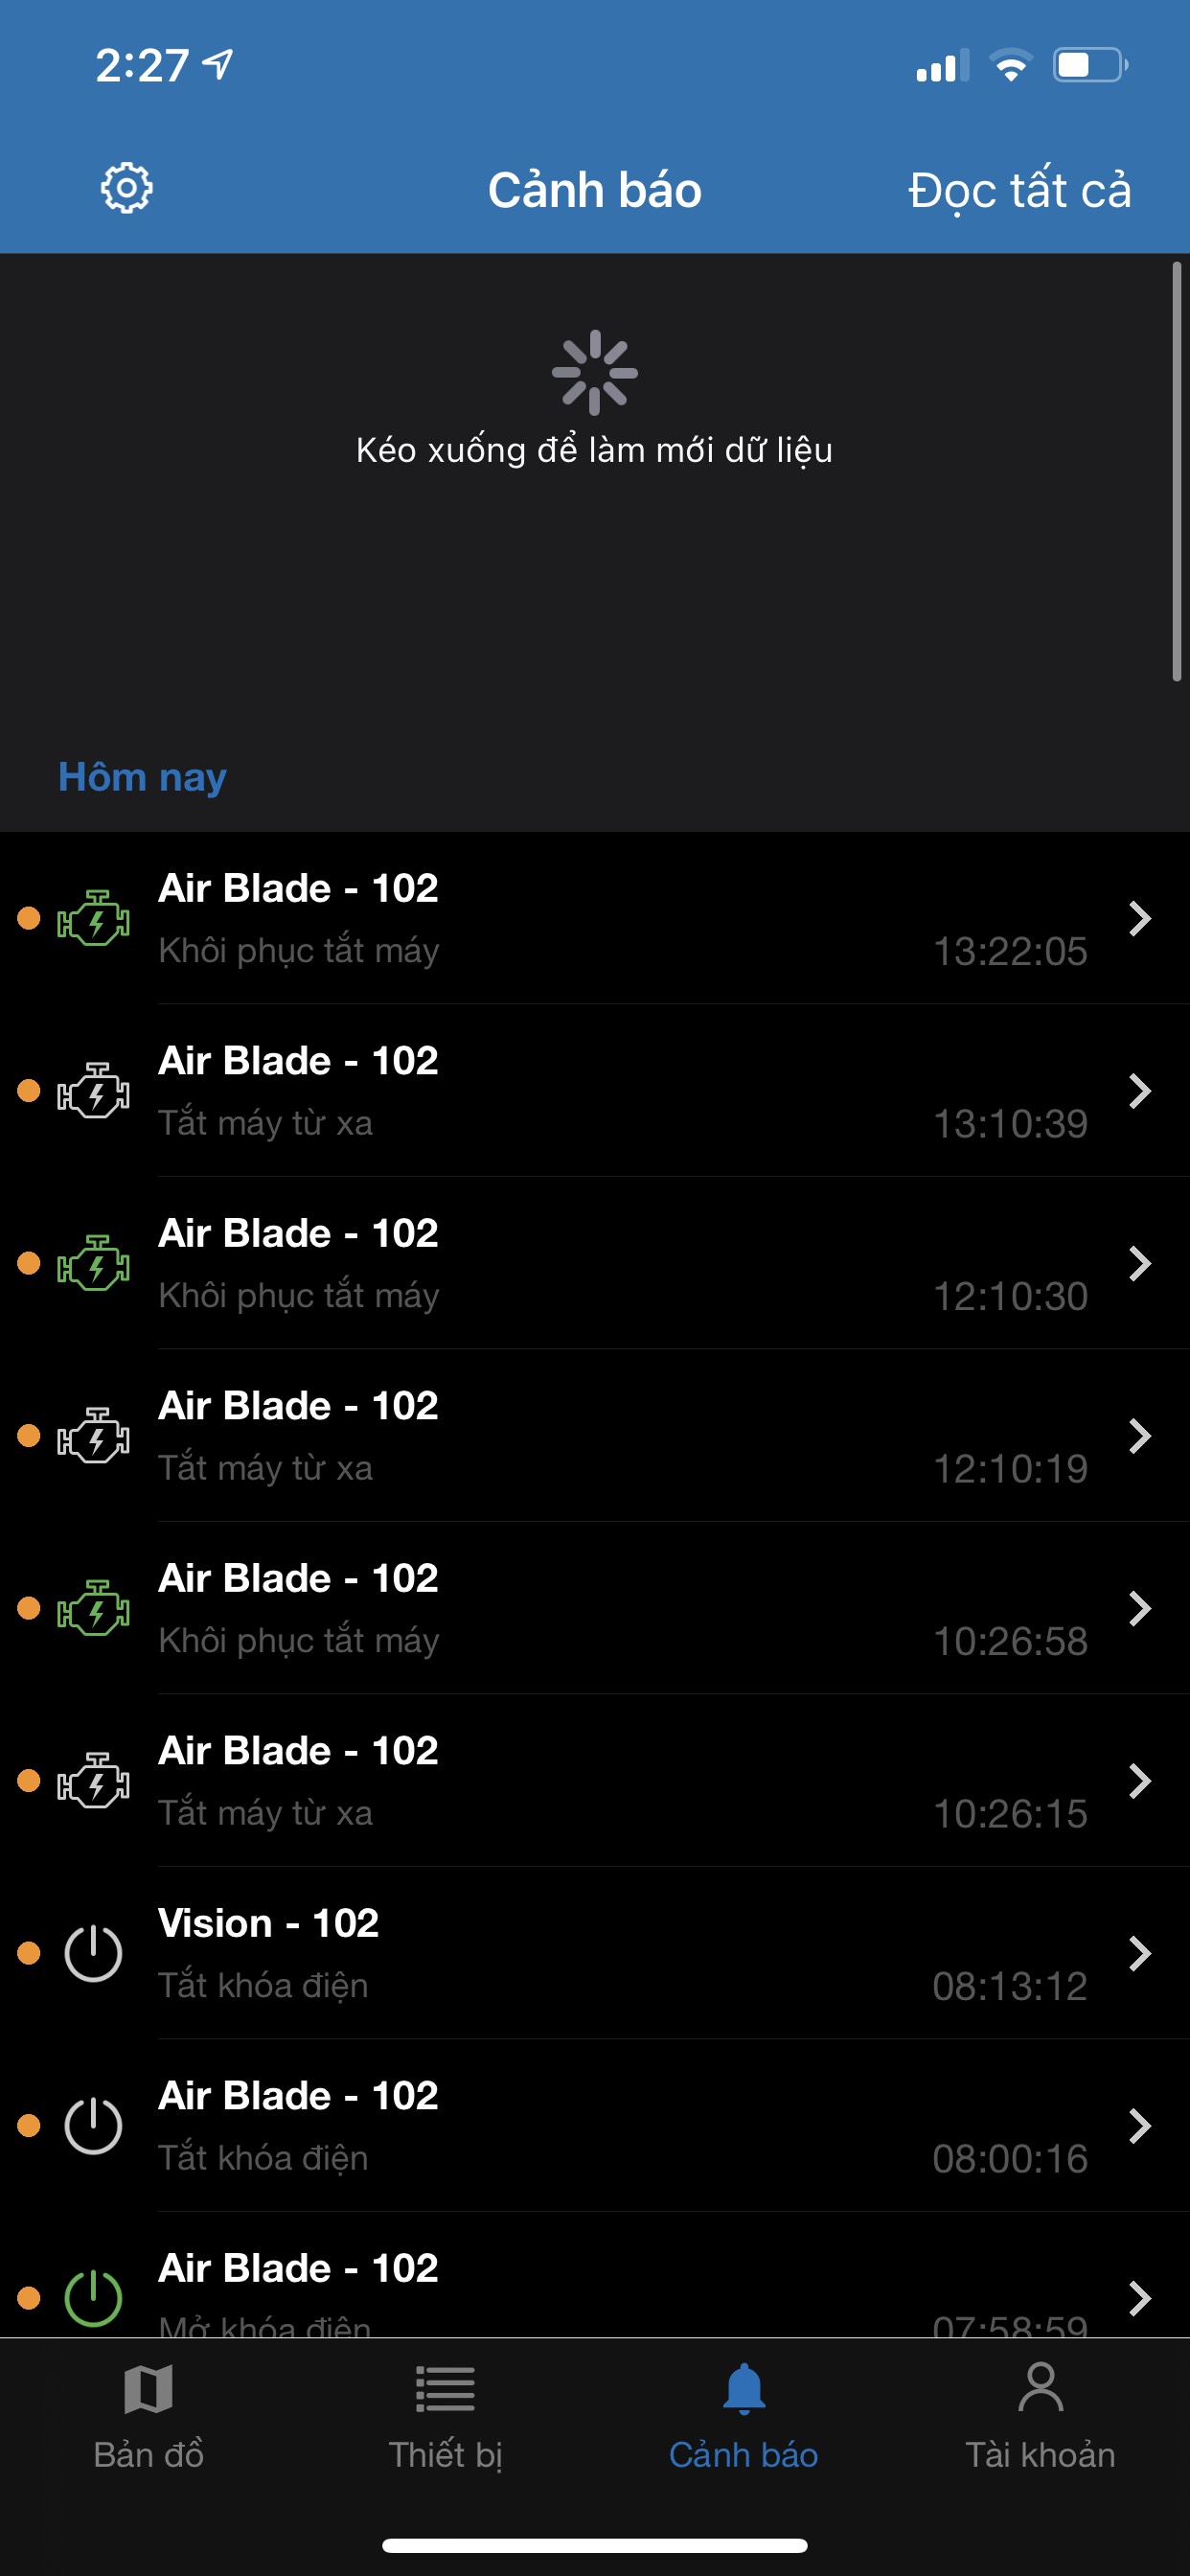 2:27
Cảnh báo
Đọc tất cả
Kéo xuống để làm mới dữ liệu
Hôm nay
Air Blade - 102
Khôi phục tắt máy
13:22:05
Air Blade - 102
Tắt máy từ xa
13:10:39
Air Blade - 102
Khôi phục tắt máy
12:10:30
Air Blade - 102
Tắt máy từ xa
12:10:19
Air Blade - 102
Khôi phục tắt máy
10:26:58
Air Blade - 102
Tắt máy từ xa
10:26:15
Vision - 102
Tắt khóa điện
08:13:12
Air Blade - 102
Tắt khóa điện
08:00:16
Air Blade - 102
Mở khóa điện
07:58:59
Bản đồ
Thiết bị
Cảnh báo
Tài khoản